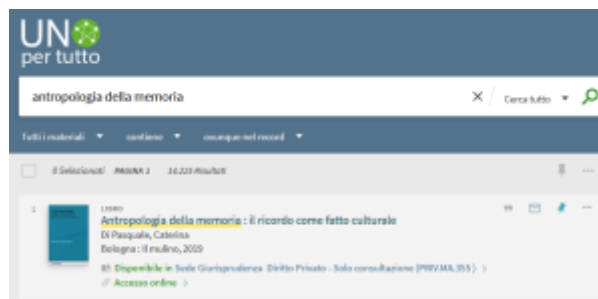 UNO
per tutto
antropologia della memoria
Cerca tutto
Tutti i materiali
contiene
ovunque nel record
0 Selezionati PAGINA 1 14.225 Risultati
1
LIBRO
Antropologia della memoria : il ricordo come fatto culturale
Di Pasquale, Caterina
Bologna : Il mulino, 2019
Disponibile in Sede Giurisprudenza Diritto Privato - Solo consultazione (PRIV.MA.355 )
Accesso online